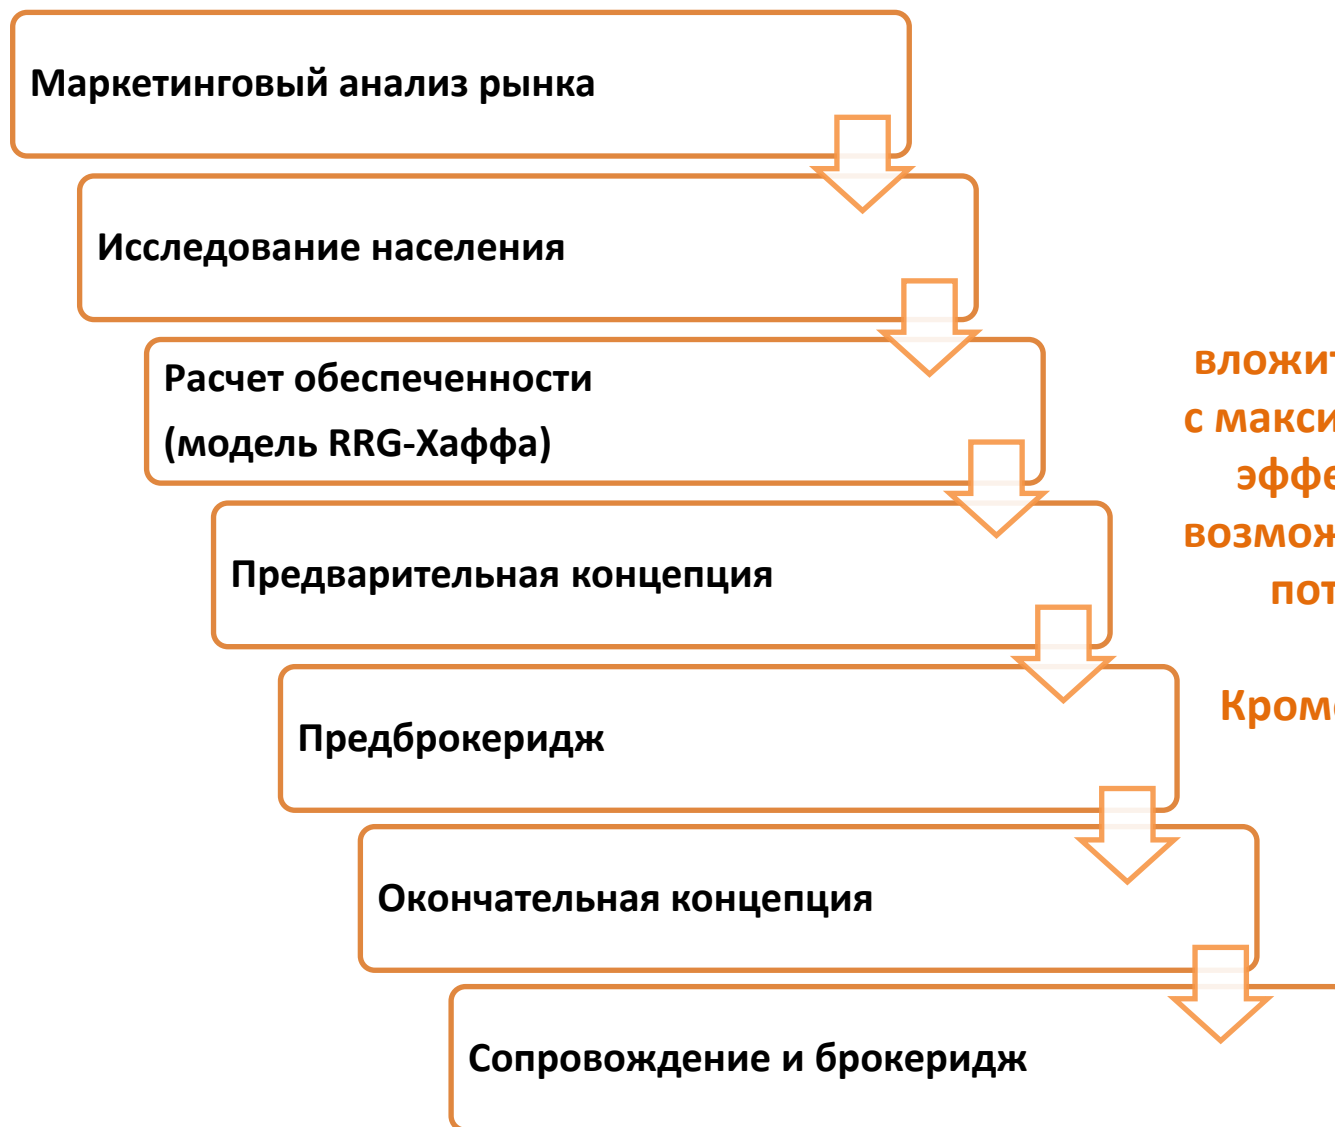 Маркетинговый анализ рынка
Исследование населения
Расчет обеспеченности
(модель RRG-Хаффа)
Предварительная концепция
Предброкеридж
Окончательная концепция
Сопровождение и брокеридж
с